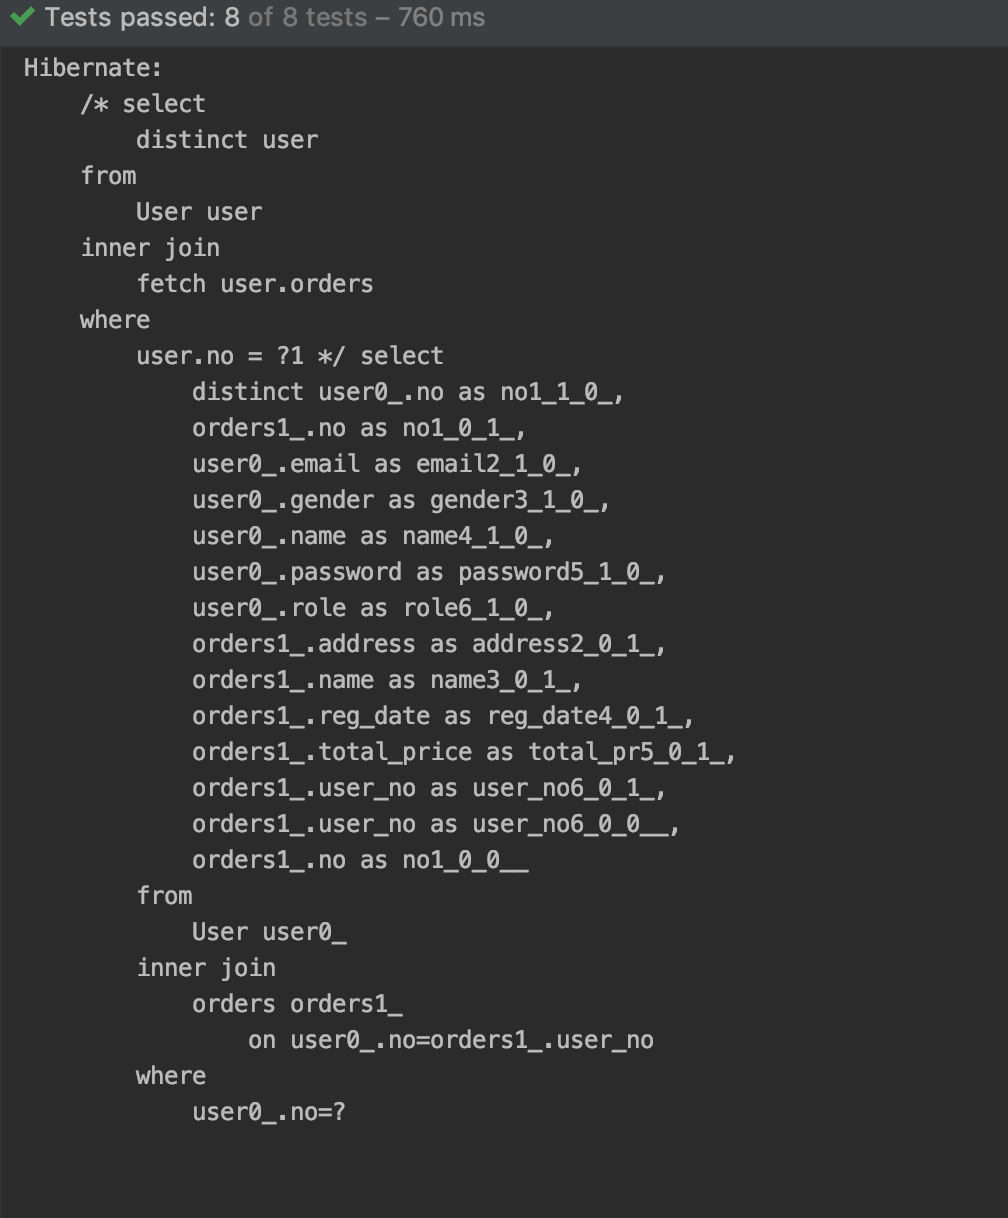 Tests passed: 8 of 8 tests – 760 ms
Hibernate:
/* select
distinct user
from
User user
inner join
fetch user.orders
where
user.no = ?1 */ select
distinct user0_.no as no1_1_0_,
orders1_.no as no1_0_1_,
user0_.email as email2_1_0_,
user0_.gender as gender3_1_0_,
user0_.name as name4_1_0_,
user0_.password as password5_1_0_,
user0_.role as role6_1_0_,
orders1_.address as address2_0_1_,
orders1_.name as name3_0_1_,
orders1_.reg_date as reg_date4_0_1_,
orders1_.total_price as total_pr5_0_1_,
orders1_.user_no as user_no6_0_1_,
orders1_.user_no as user_no6_0_0__,
orders1_.no as no1_0_0__
from
User user0_
inner join
orders orders1_
on user0_.no=orders1_.user_no
where
user0_.no=?